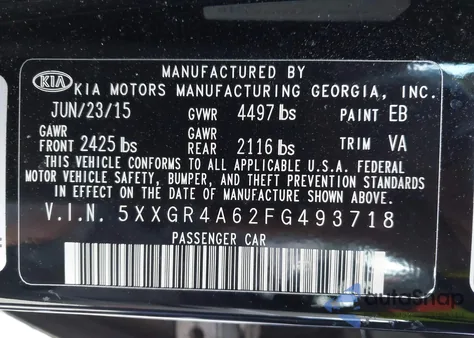 MANUFACTURED BY
KIA KIA MOTORS MANUFACTURING GEORGIA, INC.
JUN/23/15 GVWR 4497 lbs PAINT EB
GAWR FRONT 2425 lbs GAWR REAR 2116 lbs TRIM VA
THIS VEHICLE CONFORMS TO ALL APPLICABLE U.S.A. FEDERAL
MOTOR VEHICLE SAFETY, BUMPER, AND THEFT PREVENTION STANDARDS
IN EFFECT ON THE DATE OF MANUFACTURE SHOWN ABOVE.
V.I.N. 5XXGR4A62FG493718
PASSENGER CAR
autoSnap